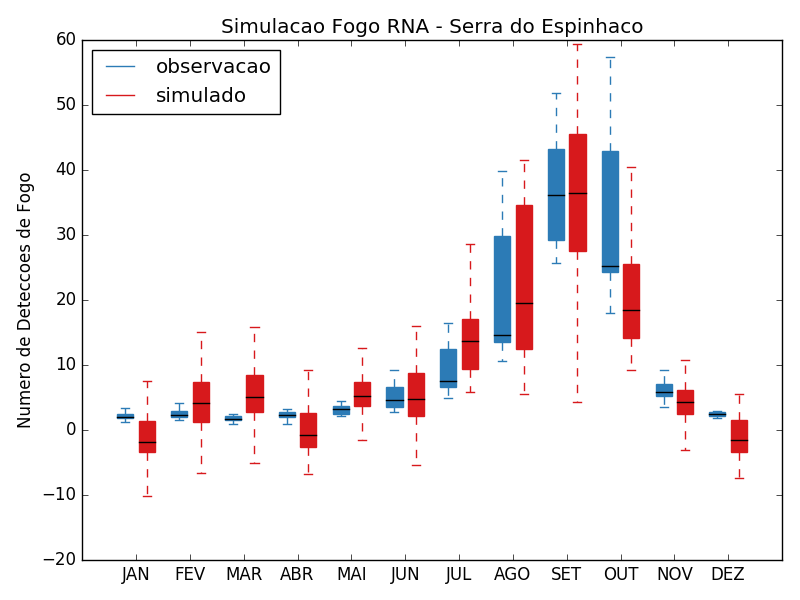 Simulacao Fogo RNA - Serra do Espinhaco
observacao
simulado
Numero de Deteccoes de Fogo
60
50
40
30
20
10
0
−10
−20
JAN FEV MAR ABR MAI JUN JUL AGO SET OUT NOV DEZ